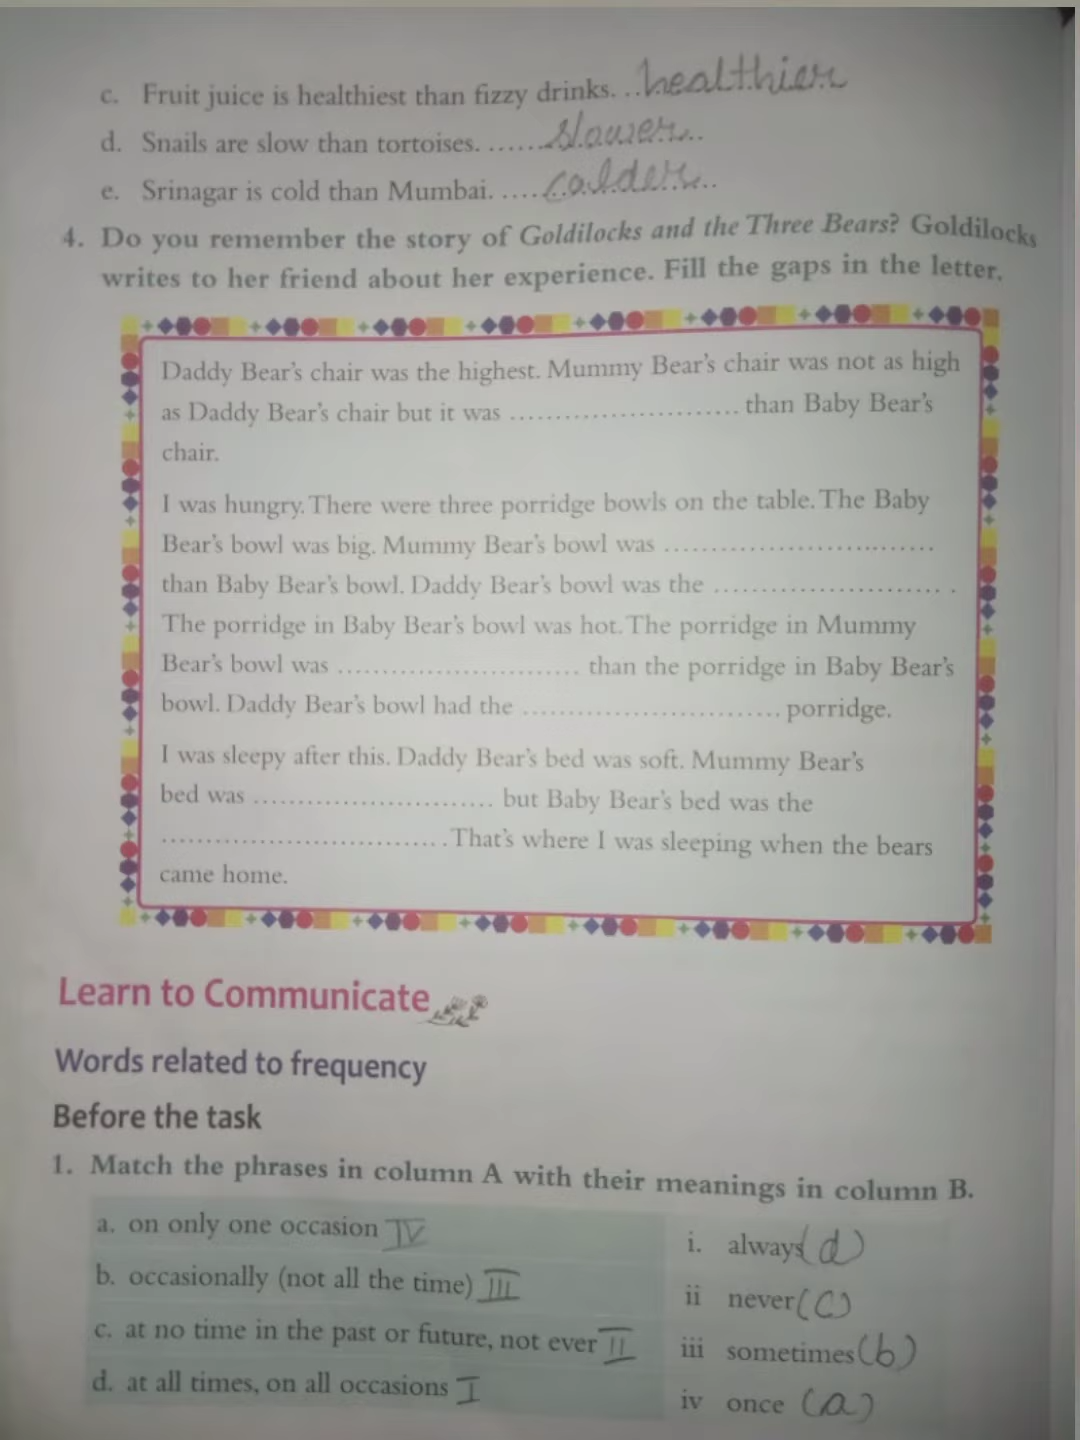 c. Fruit juice is healthiest than fizzy drinks. ..healthier
d. Snails are slow than tortoises. ......slower..
e. Srinagar is cold than Mumbai. ....calder..
4. Do you remember the story of Goldilocks and the Three Bears? Goldilocks
writes to her friend about her experience. Fill the gaps in the letter.
Daddy Bear's chair was the highest. Mummy Bear's chair was not as high
as Daddy Bear's chair but it was ........................ than Baby Bear's
chair.
I was hungry. There were three porridge bowls on the table. The Baby
Bear's bowl was big. Mummy Bear's bowl was .............................
than Baby Bear's bowl. Daddy Bear's bowl was the ......................... .
The porridge in Baby Bear's bowl was hot. The porridge in Mummy
Bear's bowl was ......................... than the porridge in Baby Bear's
bowl. Daddy Bear's bowl had the ........................... porridge.
I was sleepy after this. Daddy Bear's bed was soft. Mummy Bear's
bed was ......................... but Baby Bear's bed was the
.............................. That's where I was sleeping when the bears
came home.
Learn to Communicate
Words related to frequency
Before the task
1. Match the phrases in column A with their meanings in column B.
a. on only one occasion IV
i. always (d)
b. occasionally (not all the time) III
ii never (c)
c. at no time in the past or future, not ever II
iii sometimes (b)
d. at all times, on all occasions I
iv once (a)